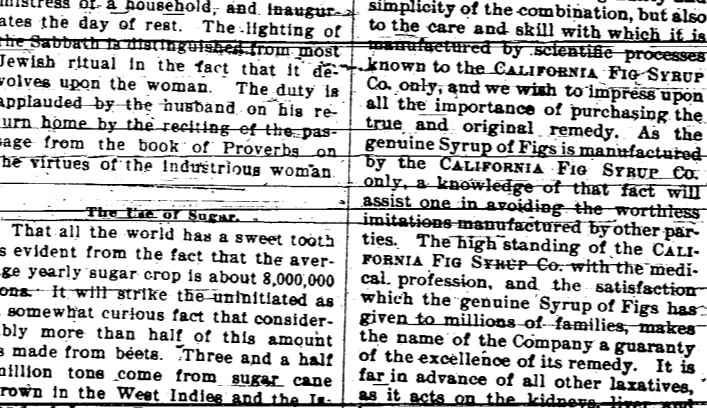 mistress of a household, and inaugur-
ates the day of rest. The lighting of
the Sabbath is distinguished from most
Jewish ritual in the fact that it de-
volves upon the woman. The duty is
applauded by the husband on his re-
turn home by the reciting of the pas-
sage from the book of Proverbs on
the virtues of the industrious woman
The Use of Sugar.
That all the world has a sweet tooth
is evident from the fact that the aver-
age yearly sugar crop is about 8,000,000
tons. It will strike the uninitiated as
a somewhat curious fact that consider-
ably more than half of this amount
is made from beets. Three and a half
million tons come from sugar cane
grown in the West Indies and the Is-
simplicity of the combination, but also
to the care and skill with which it is
manufactured by scientific processes
known to the CALIFORNIA FIG SYRUP
Co. only, and we wish to impress upon
all the importance of purchasing the
true and original remedy. As the
genuine Syrup of Figs is manufactured
by the CALIFORNIA FIG SYRUP CO.
only, a knowledge of that fact will
assist one in avoiding the worthless
imitations manufactured by other par-
ties. The high standing of the CALI-
FORNIA FIG SYRUP CO. with the medi-
cal profession, and the satisfaction
which the genuine Syrup of Figs has
given to millions of families, makes
the name of the Company a guaranty
of the excellence of its remedy. It is
far in advance of all other laxatives,
as it acts on the kidneys, liver and